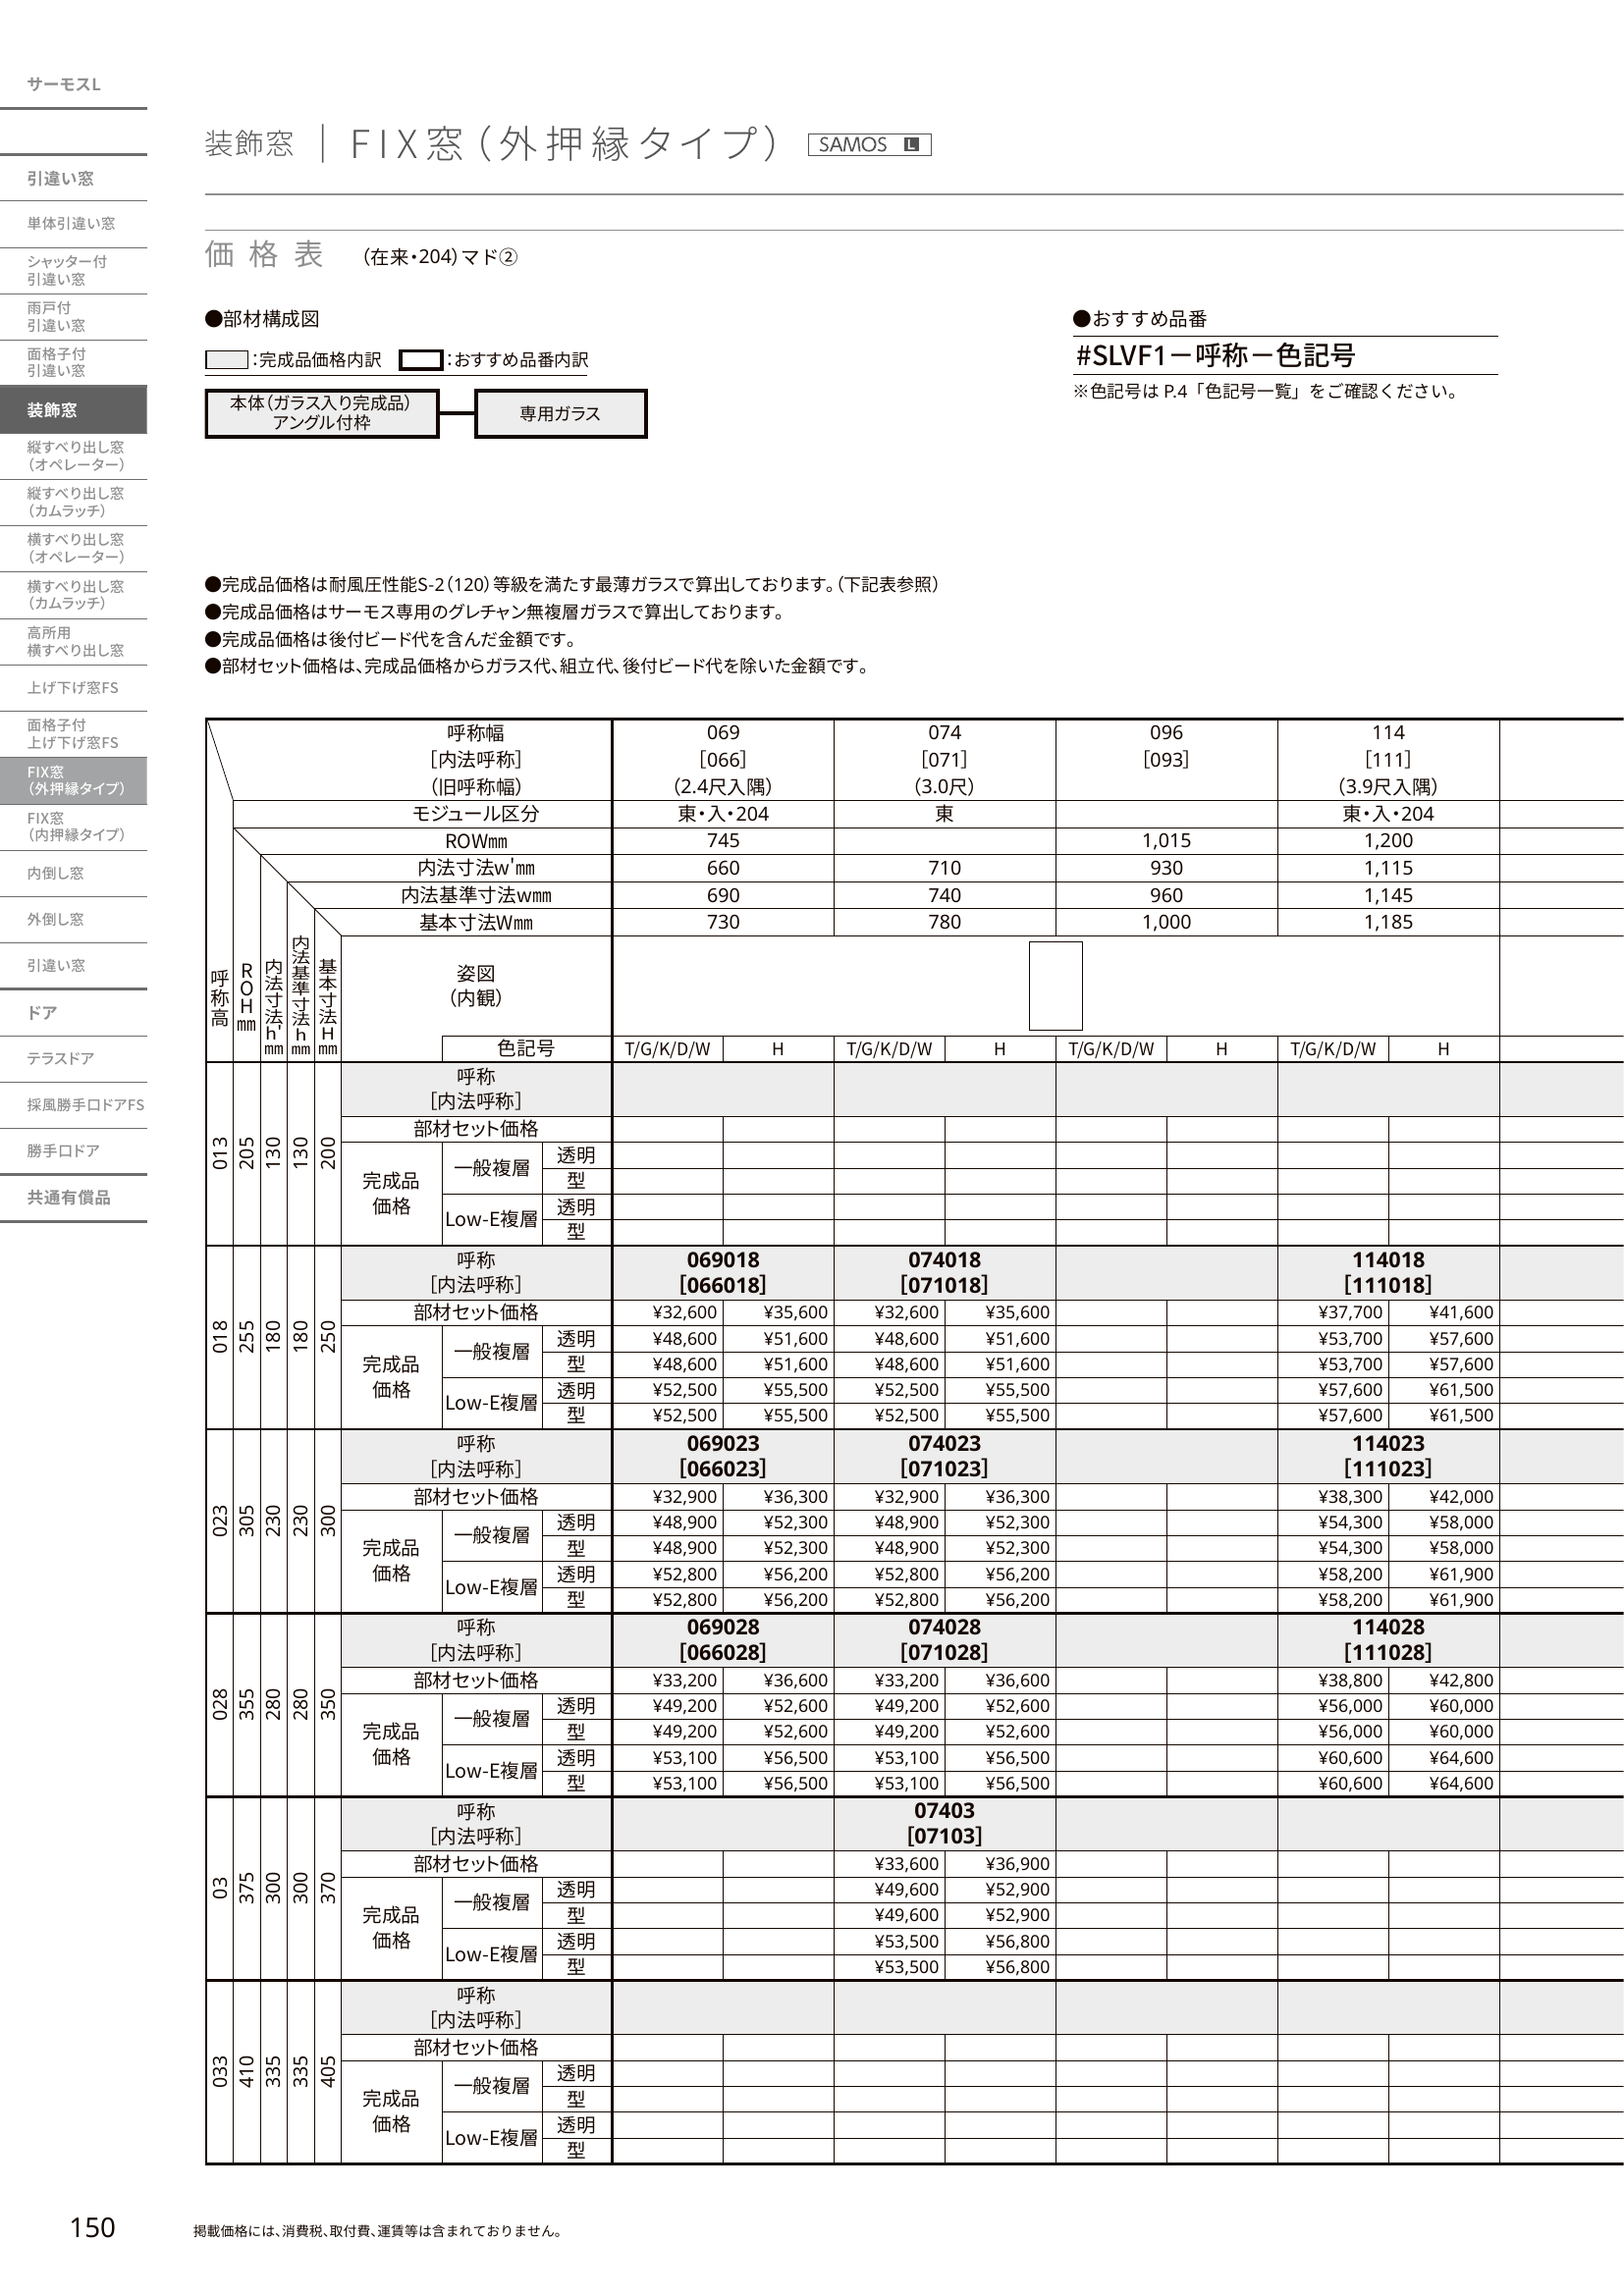 サーモスL
引違い窓
単体引違い窓
シャッター付
引違い窓
雨戸付
引違い窓
面格子付
引違い窓
装飾窓
縦すべり出し窓
（オペレーター）
縦すべり出し窓
（カムラッチ）
横すべり出し窓
（オペレーター）
横すべり出し窓
（カムラッチ）
高所用
横すべり出し窓
上げ下げ窓FS
面格子付
上げ下げ窓FS
FIX窓
（外押縁タイプ）
FIX窓
（内押縁タイプ）
内倒し窓
外倒し窓
引違い窓
ドア
テラスドア
採風勝手口ドアFS
勝手口ドア
共通有償品
装飾窓 FIX窓（外押縁タイプ） SAMOS L
価格表 （在来・204）マド②
●部材構成図
：完成品価格内訳 ：おすすめ品番内訳
本体（ガラス入り完成品）
アングル付枠
専用ガラス
●おすすめ品番
#SLVF1－呼称－色記号
※色記号は P.4「色記号一覧」をご確認ください。
●完成品価格は耐風圧性能S-2（120）等級を満たす最薄ガラスで算出しております。（下記表参照）
●完成品価格はサーモス専用のグレチャン無複層ガラスで算出しております。
●完成品価格は後付ビード代を含んだ金額です。
●部材セット価格は、完成品価格からガラス代、組立代、後付ビード代を除いた金額です。
呼称幅 069 074 096 114
［内法呼称］ ［066］ ［071］ ［093］ ［111］
（旧呼称幅） （2.4尺入隅） （3.0尺） （3.9尺入隅）
モジュール区分 東・入・204 東 東・入・204
ROW㎜ 745 1,015 1,200
内法寸法w'㎜ 660 710 930 1,115
内法基準寸法w㎜ 690 740 960 1,145
基本寸法W㎜ 730 780 1,000 1,185
呼称高
ROH㎜
内法寸法h'㎜
内法基準寸法h㎜
基本寸法H㎜
姿図
（内観）
色記号 T/G/K/D/W H T/G/K/D/W H T/G/K/D/W H T/G/K/D/W H
013 205 130 130 200
呼称
［内法呼称］
部材セット価格
完成品
価格
一般複層 透明
型
Low-E複層 透明
型
018 255 180 180 250
呼称 069018 074018 114018
［内法呼称］ ［066018］ ［071018］ ［111018］
部材セット価格 ¥32,600 ¥35,600 ¥32,600 ¥35,600 ¥37,700 ¥41,600
完成品
価格
一般複層 透明 ¥48,600 ¥51,600 ¥48,600 ¥51,600 ¥53,700 ¥57,600
型 ¥48,600 ¥51,600 ¥48,600 ¥51,600 ¥53,700 ¥57,600
Low-E複層 透明 ¥52,500 ¥55,500 ¥52,500 ¥55,500 ¥57,600 ¥61,500
型 ¥52,500 ¥55,500 ¥52,500 ¥55,500 ¥57,600 ¥61,500
023 305 230 230 300
呼称 069023 074023 114023
［内法呼称］ ［066023］ ［071023］ ［111023］
部材セット価格 ¥32,900 ¥36,300 ¥32,900 ¥36,300 ¥38,300 ¥42,000
完成品
価格
一般複層 透明 ¥48,900 ¥52,300 ¥48,900 ¥52,300 ¥54,300 ¥58,000
型 ¥48,900 ¥52,300 ¥48,900 ¥52,300 ¥54,300 ¥58,000
Low-E複層 透明 ¥52,800 ¥56,200 ¥52,800 ¥56,200 ¥58,200 ¥61,900
型 ¥52,800 ¥56,200 ¥52,800 ¥56,200 ¥58,200 ¥61,900
028 355 280 280 350
呼称 069028 074028 114028
［内法呼称］ ［066028］ ［071028］ ［111028］
部材セット価格 ¥33,200 ¥36,600 ¥33,200 ¥36,600 ¥38,800 ¥42,800
完成品
価格
一般複層 透明 ¥49,200 ¥52,600 ¥49,200 ¥52,600 ¥56,000 ¥60,000
型 ¥49,200 ¥52,600 ¥49,200 ¥52,600 ¥56,000 ¥60,000
Low-E複層 透明 ¥53,100 ¥56,500 ¥53,100 ¥56,500 ¥60,600 ¥64,600
型 ¥53,100 ¥56,500 ¥53,100 ¥56,500 ¥60,600 ¥64,600
03 375 300 300 370
呼称 07403
［内法呼称］ ［07103］
部材セット価格 ¥33,600 ¥36,900
完成品
価格
一般複層 透明 ¥49,600 ¥52,900
型 ¥49,600 ¥52,900
Low-E複層 透明 ¥53,500 ¥56,800
型 ¥53,500 ¥56,800
033 410 335 335 405
呼称
［内法呼称］
部材セット価格
完成品
価格
一般複層 透明
型
Low-E複層 透明
型
150
掲載価格には、消費税、取付費、運賃等は含まれておりません。